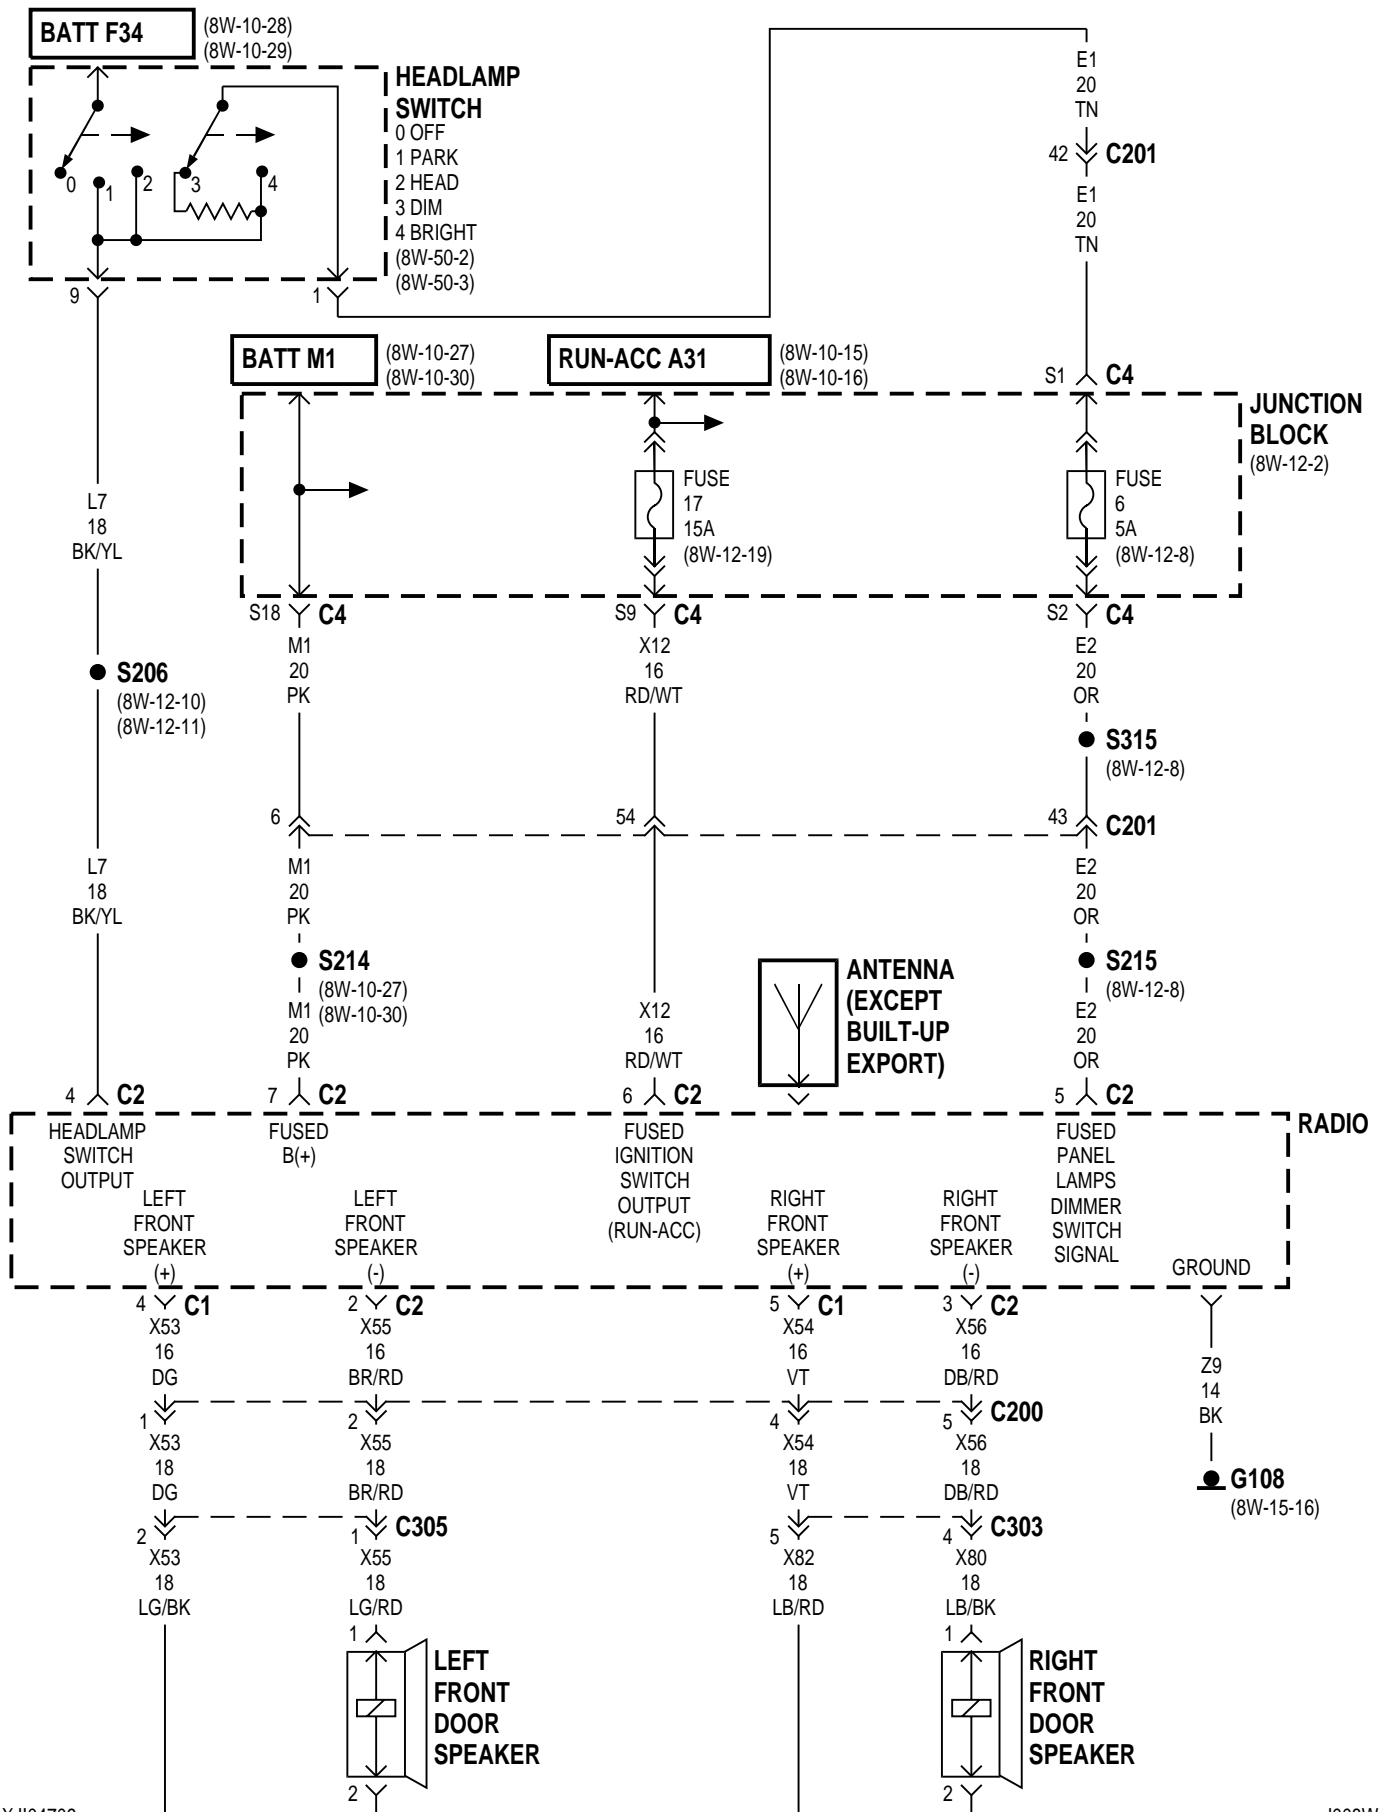 BATT F34
(8W-10-28)
(8W-10-29)
HEADLAMP
SWITCH
0 OFF
1 PARK
2 HEAD
3 DIM
4 BRIGHT
(8W-50-2)
(8W-50-3)
0
1
2
3
4
9
1
E1
20
TN
42
C201
E1
20
TN
BATT M1
(8W-10-27)
(8W-10-30)
RUN-ACC A31
(8W-10-15)
(8W-10-16)
S1
C4
JUNCTION
BLOCK
(8W-12-2)
L7
18
BK/YL
FUSE
17
15A
(8W-12-19)
FUSE
6
5A
(8W-12-8)
S18
C4
S9
C4
S2
C4
M1
20
PK
X12
16
RD/WT
E2
20
OR
S206
(8W-12-10)
(8W-12-11)
S315
(8W-12-8)
6
54
43
C201
L7
18
BK/YL
M1
20
PK
E2
20
OR
S214
(8W-10-27)
(8W-10-30)
M1
20
PK
X12
16
RD/WT
ANTENNA
(EXCEPT
BUILT-UP
EXPORT)
S215
(8W-12-8)
E2
20
OR
4
C2
7
C2
6
C2
5
C2
RADIO
HEADLAMP
SWITCH
OUTPUT
FUSED
B(+)
FUSED
IGNITION
SWITCH
OUTPUT
(RUN-ACC)
FUSED
PANEL
LAMPS
DIMMER
SWITCH
SIGNAL
LEFT
FRONT
SPEAKER
(+)
LEFT
FRONT
SPEAKER
(-)
RIGHT
FRONT
SPEAKER
(+)
RIGHT
FRONT
SPEAKER
(-)
GROUND
4
C1
2
C2
5
C1
3
C2
X53
16
DG
X55
16
BR/RD
X54
16
VT
X56
16
DB/RD
Z9
14
BK
1
2
4
5
C200
X53
18
DG
X55
18
BR/RD
X54
18
VT
X56
18
DB/RD
G108
(8W-15-16)
2
1
C305
5
4
C303
X53
18
LG/BK
X55
18
LG/RD
X82
18
LB/RD
X80
18
LB/BK
1
LEFT
FRONT
DOOR
SPEAKER
2
1
RIGHT
FRONT
DOOR
SPEAKER
2